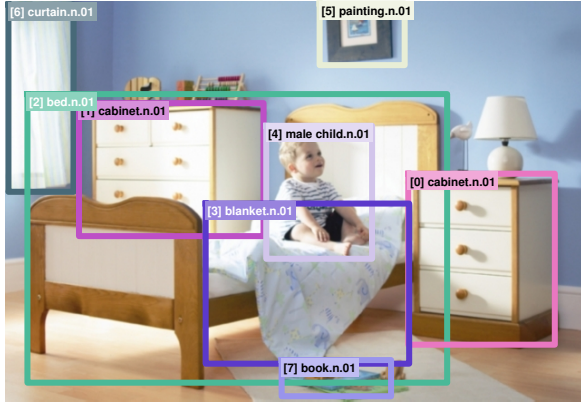 [6] curtain.n.01
[5] painting.n.01
[2] bed.n.01
[1] cabinet.n.01
[4] male child.n.01
[0] cabinet.n.01
[3] blanket.n.01
[7] book.n.01